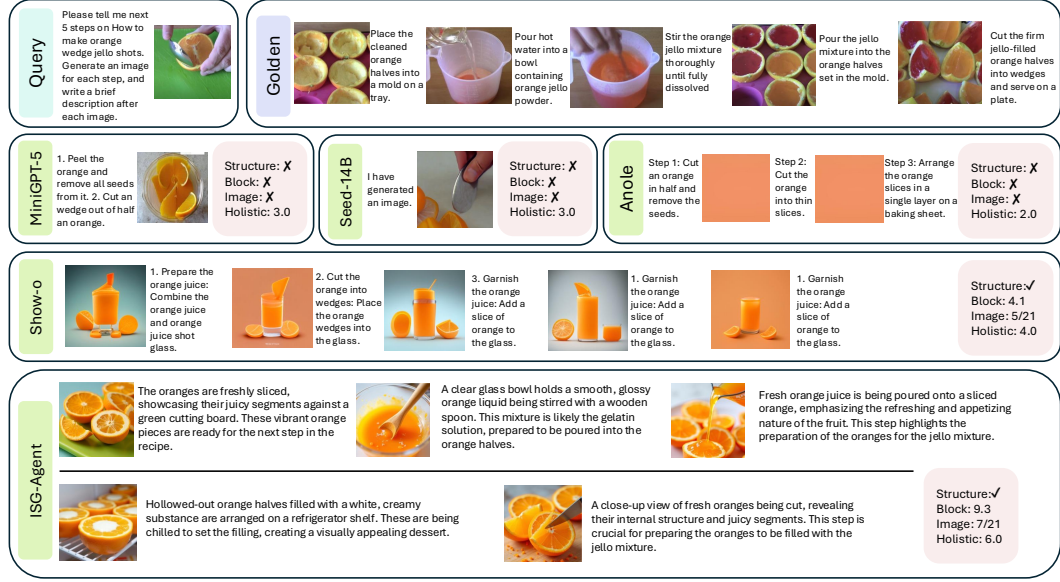 Query
Please tell me next
5 steps on How to
make orange
wedge jello shots.
Generate an image
for each step, and
write a brief
description after
each image.
Golden
Place the
cleaned
orange
halves into
a mold on a
tray.
Pour hot
water into a
bowl
containing
orange jello
powder.
Stir the orange
jello mixture
thoroughly
until fully
dissolved
Pour the jello
mixture into the
orange halves
set in the mold.
Cut the firm
jello-filled
orange halves
into wedges
and serve on a
plate.
MiniGPT-5
1. Peel the
orange and
remove all seeds
from it. 2. Cut an
wedge out of half
an orange.
Structure: ✗
Block: ✗
Image: ✗
Holistic: 3.0
Seed-14B
I have
generated
an image.
Structure: ✗
Block: ✗
Image: ✗
Holistic: 3.0
Anole
Step 1: Cut
an orange
in half and
remove the
seeds.
Step 2:
Cut the
orange
into thin
slices.
Step 3: Arrange
the orange
slices in a
single layer on a
baking sheet.
Structure: ✗
Block: ✗
Image: ✗
Holistic: 2.0
Show-o
1. Prepare the
orange juice:
Combine the
orange juice
and orange
juice shot
glass.
2. Cut the
orange into
wedges: Place
the orange
wedges into
the glass.
3. Garnish
the orange
juice: Add a
slice of
orange to
the glass.
1. Garnish
the orange
juice: Add a
slice of
orange to
the glass.
1. Garnish
the orange
juice: Add a
slice of
orange to
the glass.
Structure:✓
Block: 4.1
Image: 5/21
Holistic: 4.0
ISG-Agent
The oranges are freshly sliced,
showcasing their juicy segments against a
green cutting board. These vibrant orange
pieces are ready for the next step in the
recipe.
A clear glass bowl holds a smooth, glossy
orange liquid being stirred with a wooden
spoon. This mixture is likely the gelatin
solution, prepared to be poured into the
orange halves.
Fresh orange juice is being poured onto a sliced
orange, emphasizing the refreshing and appetizing
nature of the fruit. This step highlights the
preparation of the oranges for the jello mixture.
Hollowed-out orange halves filled with a white, creamy
substance are arranged on a refrigerator shelf. These are being
chilled to set the filling, creating a visually appealing dessert.
A close-up view of fresh oranges being cut, revealing
their internal structure and juicy segments. This step is
crucial for preparing the oranges to be filled with the
jello mixture.
Structure:✓
Block: 9.3
Image: 7/21
Holistic: 6.0